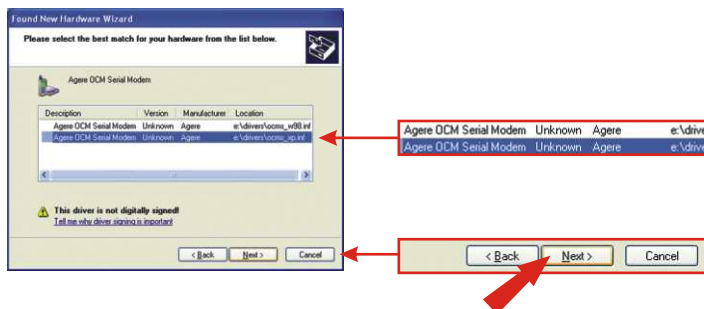 Found New Hardware Wizard
Please select the best match for your hardware from the list below.
Agere OCM Serial Modem
Description Version Manufacturer Location
Agere OCM Serial Modem Unknown Agere e:\drivers\ocms_w98.inf
Agere OCM Serial Modem Unknown Agere e:\drivers\ocms_xp.inf
This driver is not digitally signed!
Tell me why driver signing is important
< Back Next > Cancel
Agere OCM Serial Modem Unknown Agere e:\drive
Agere OCM Serial Modem Unknown Agere e:\drive
< Back Next > Cancel